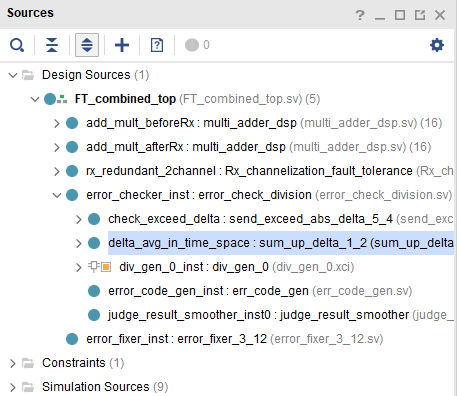 Sources
? _ □ ✕
0
Design Sources (1)
FT_combined_top (FT_combined_top.sv) (5)
add_mult_beforeRx : multi_adder_dsp (multi_adder_dsp.sv) (16)
add_mult_afterRx : multi_adder_dsp (multi_adder_dsp.sv) (16)
rx_redundant_2channel : Rx_channelization_fault_tolerance (Rx_ch
error_checker_inst : error_check_division (error_check_division.sv)
check_exceed_delta : send_exceed_abs_delta_5_4 (send_exc
delta_avg_in_time_space : sum_up_delta_1_2 (sum_up_delta
div_gen_0_inst : div_gen_0 (div_gen_0.xci)
error_code_gen_inst : err_code_gen (err_code_gen.sv)
judge_result_smoother_inst0 : judge_result_smoother (judge_
error_fixer_inst : error_fixer_3_12 (error_fixer_3_12.sv)
Constraints (1)
Simulation Sources (9)